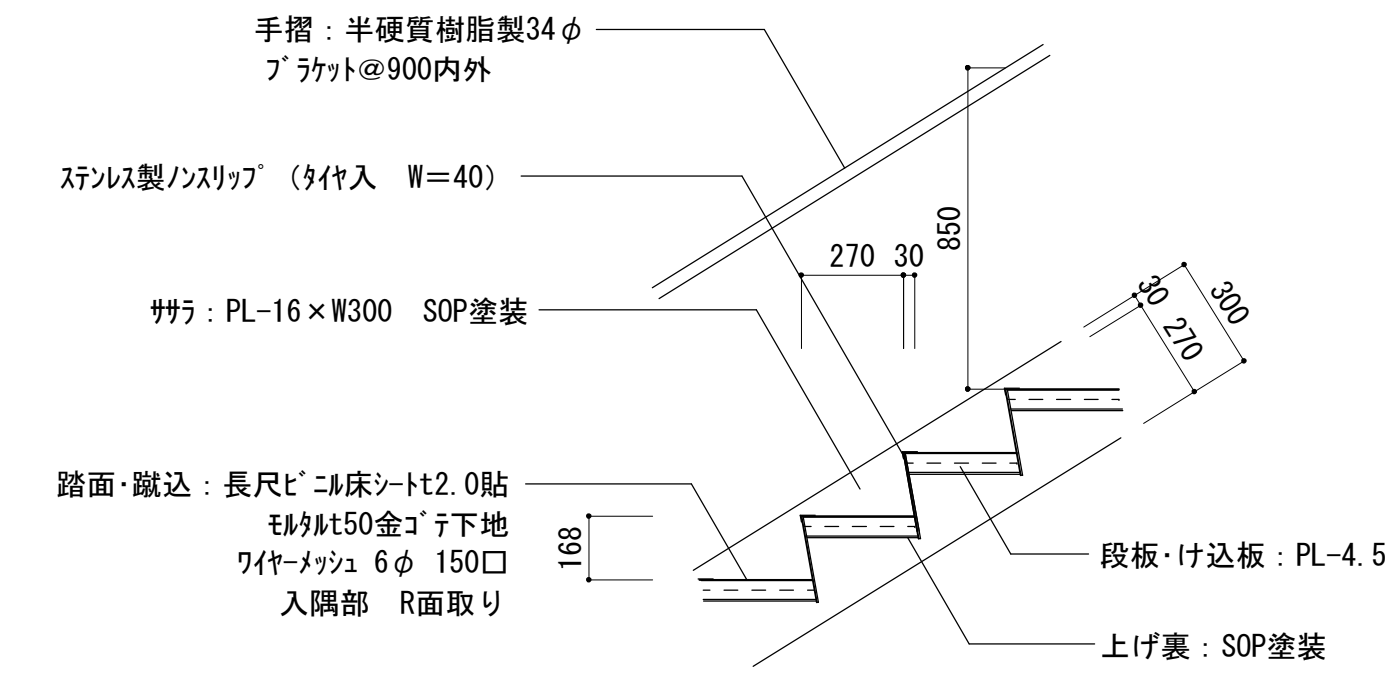 手摺：半硬質樹脂製34φ
ﾌﾞﾗｹｯﾄ@900内外
850
ｽﾃﾝﾚｽ製ﾉﾝｽﾘｯﾌﾟ（ﾀｲﾔ入　W＝40）
270 30
30
300
270
ｻｻﾗ：PL-16×W300　SOP塗装
踏面･蹴込：長尺ﾋﾞﾆﾙ床ｼｰﾄt2.0貼
ﾓﾙﾀﾙt50金ｺﾞﾃ下地
ﾜｲﾔｰﾒｯｼｭ 6φ 150□
入隅部　R面取り
168
段板･け込板：PL-4.5
上げ裏：SOP塗装